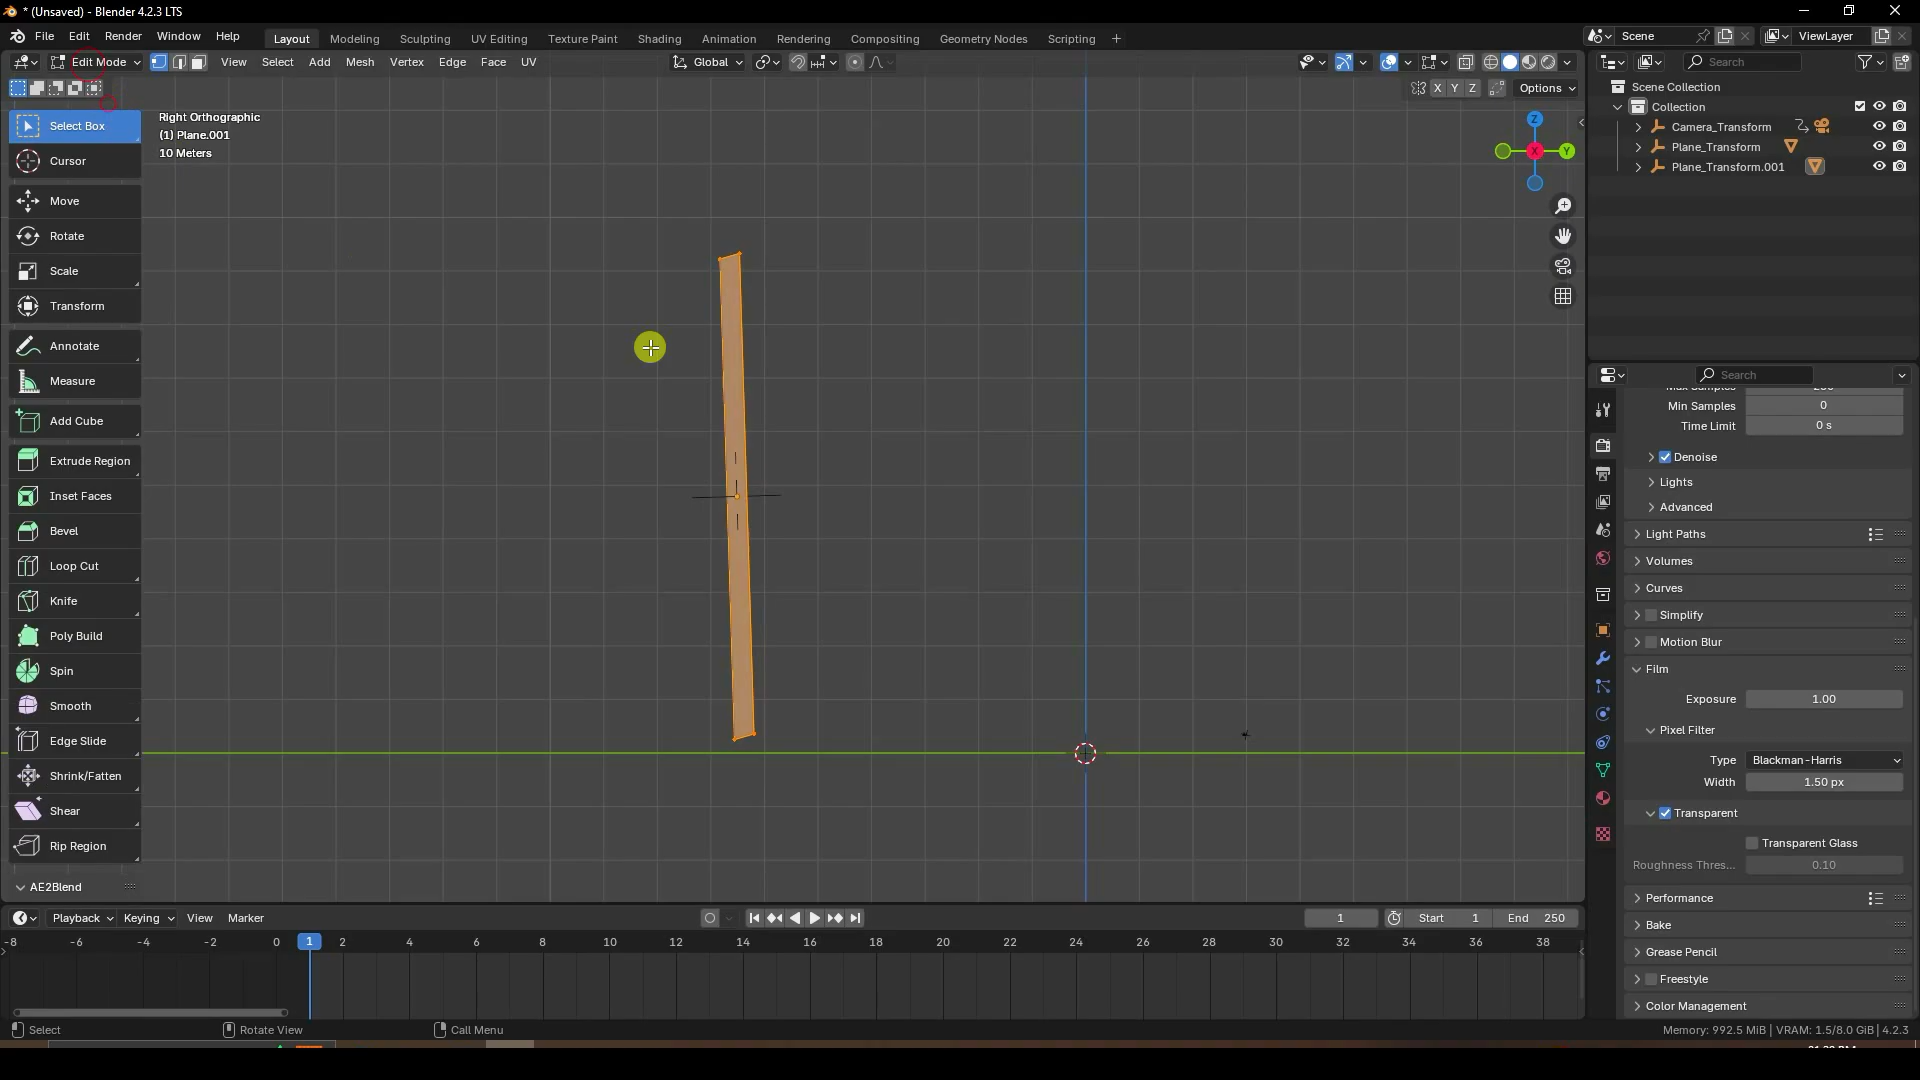 * (Unsaved) - Blender 4.2.3 LTS
File Edit Render Window Help Layout Modeling Sculpting UV Editing Texture Paint Shading Animation Rendering Compositing Geometry Nodes Scripting + Scene ViewLayer
Edit Mode View Select Add Mesh Vertex Edge Face UV Global Search
X Y Z Options
Scene Collection
Collection
Camera_Transform
Plane_Transform
Plane_Transform.001
Right Orthographic
(1) Plane.001
10 Meters
Z
X
Y
Select Box
Cursor
Move
Rotate
Scale
Transform
Annotate
Measure
Add Cube
Extrude Region
Inset Faces
Bevel
Loop Cut
Knife
Poly Build
Spin
Smooth
Edge Slide
Shrink/Fatten
Shear
Rip Region
AE2Blend
Search
Min Samples 0
Time Limit 0 s
Denoise
Lights
Advanced
Light Paths
Volumes
Curves
Simplify
Motion Blur
Film
Exposure 1.00
Pixel Filter
Type Blackman-Harris
Width 1.50 px
Transparent
Transparent Glass
Roughness Thres... 0.10
Performance
Bake
Grease Pencil
Freestyle
Color Management
Playback Keying View Marker 1 Start 1 End 250
-8 -6 -4 -2 0 1 2 4 6 8 10 12 14 16 18 20 22 24 26 28 30 32 34 36 38
Select Rotate View Call Menu Memory: 992.5 MiB | VRAM: 1.5/8.0 GiB | 4.2.3